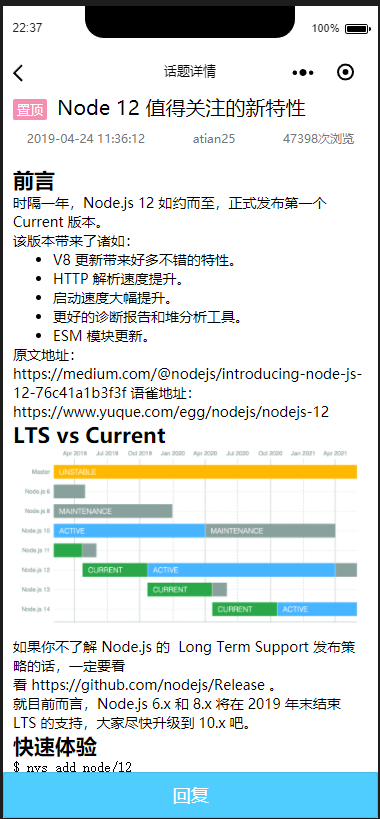 22:37
100%
话题详情
置顶 Node 12 值得关注的新特性
2019-04-24 11:36:12 atian25 47398次浏览
前言
时隔一年，Node.js 12 如约而至，正式发布第一个
Current 版本。
该版本带来了诸如：
• V8 更新带来好多不错的特性。
• HTTP 解析速度提升。
• 启动速度大幅提升。
• 更好的诊断报告和堆分析工具。
• ESM 模块更新。
原文地址：
https://medium.com/@nodejs/introducing-node-js-
12-76c41a1b3f3f 语雀地址：
https://www.yuque.com/egg/nodejs/nodejs-12
LTS vs Current
Apr 2018 Jul 2018 Oct 2018 Jan 2019 Apr 2019 Jul 2019 Oct 2019 Jan 2020 Apr 2020 Jul 2020 Oct 2020 Jan 2021 Apr 2021
Master UNSTABLE
Node.js 6
Node.js 8 MAINTENANCE
Node.js 10 ACTIVE MAINTENANCE
Node.js 11
Node.js 12 CURRENT ACTIVE
Node.js 13 CURRENT
Node.js 14 CURRENT ACTIVE
如果你不了解 Node.js 的 Long Term Support 发布策
略的话，一定要看
看 https://github.com/nodejs/Release 。
就目前而言，Node.js 6.x 和 8.x 将在 2019 年末结束
LTS 的支持，大家尽快升级到 10.x 吧。
快速体验
$ nvs add node/12
回复